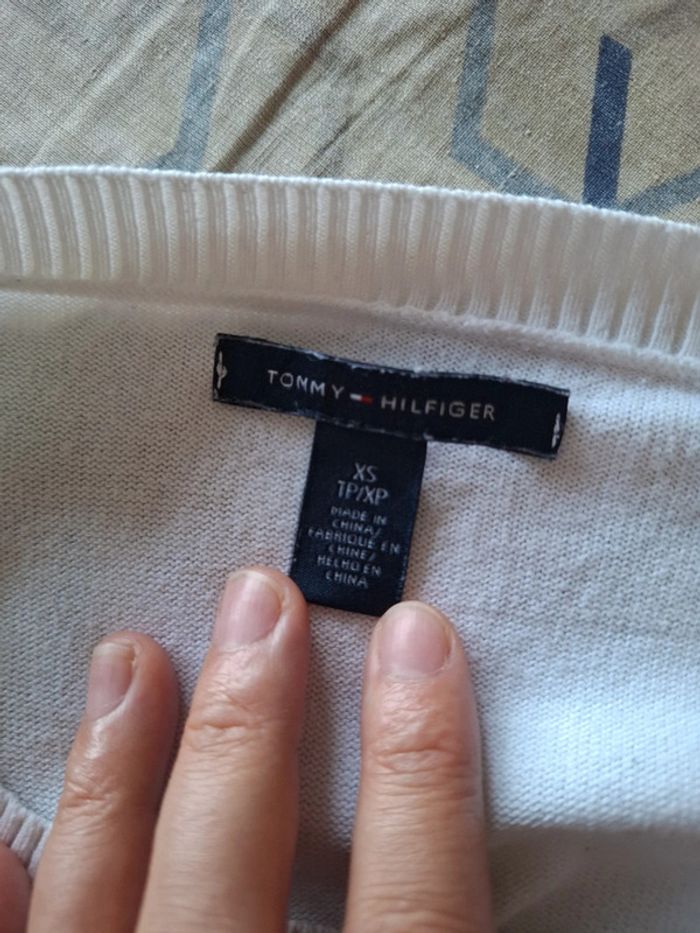 TOMMY HILFIGER
XS
TP/XP
MADE IN
CHINA/
FABRIQUÉ EN
CHINE/
HECHO EN
CHINA